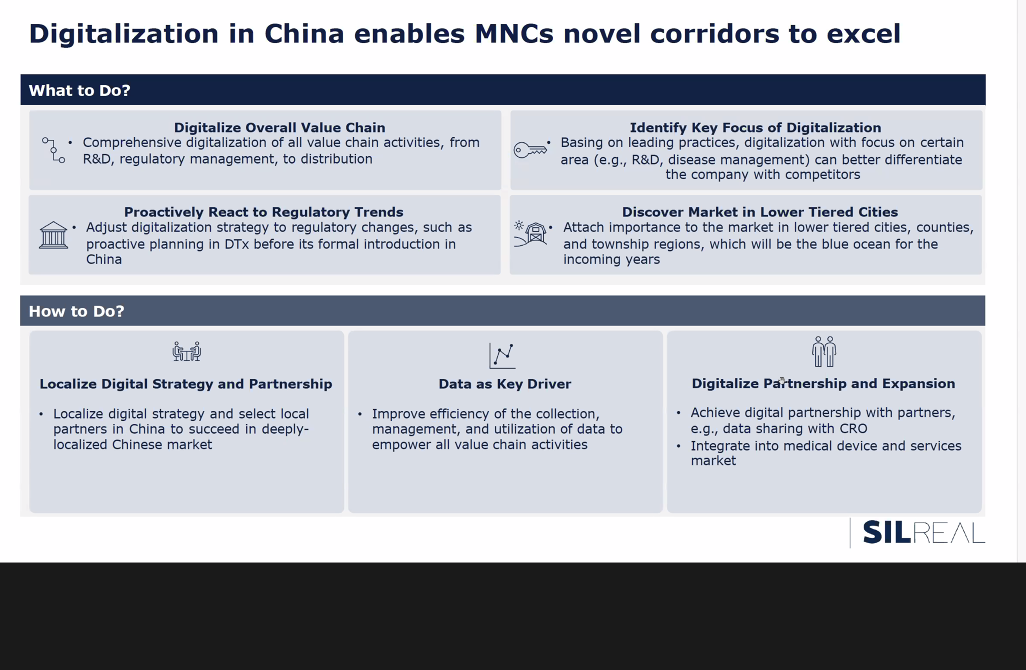 Digitalization in China enables MNCs novel corridors to excel
What to Do?
Digitalize Overall Value Chain
• Comprehensive digitalization of all value chain activities, from
R&D, regulatory management, to distribution
Identify Key Focus of Digitalization
• Basing on leading practices, digitalization with focus on certain
area (e.g., R&D, disease management) can better differentiate
the company with competitors
Proactively React to Regulatory Trends
• Adjust digitalization strategy to regulatory changes, such as
proactive planning in DTx before its formal introduction in
China
Discover Market in Lower Tiered Cities
• Attach importance to the market in lower tiered cities, counties,
and township regions, which will be the blue ocean for the
incoming years
How to Do?
Localize Digital Strategy and Partnership
• Localize digital strategy and select local
partners in China to succeed in deeply-
localized Chinese market
Data as Key Driver
• Improve efficiency of the collection,
management, and utilization of data to
empower all value chain activities
Digitalize Partnership and Expansion
• Achieve digital partnership with partners,
e.g., data sharing with CRO
• Integrate into medical device and services
market
SILREAL